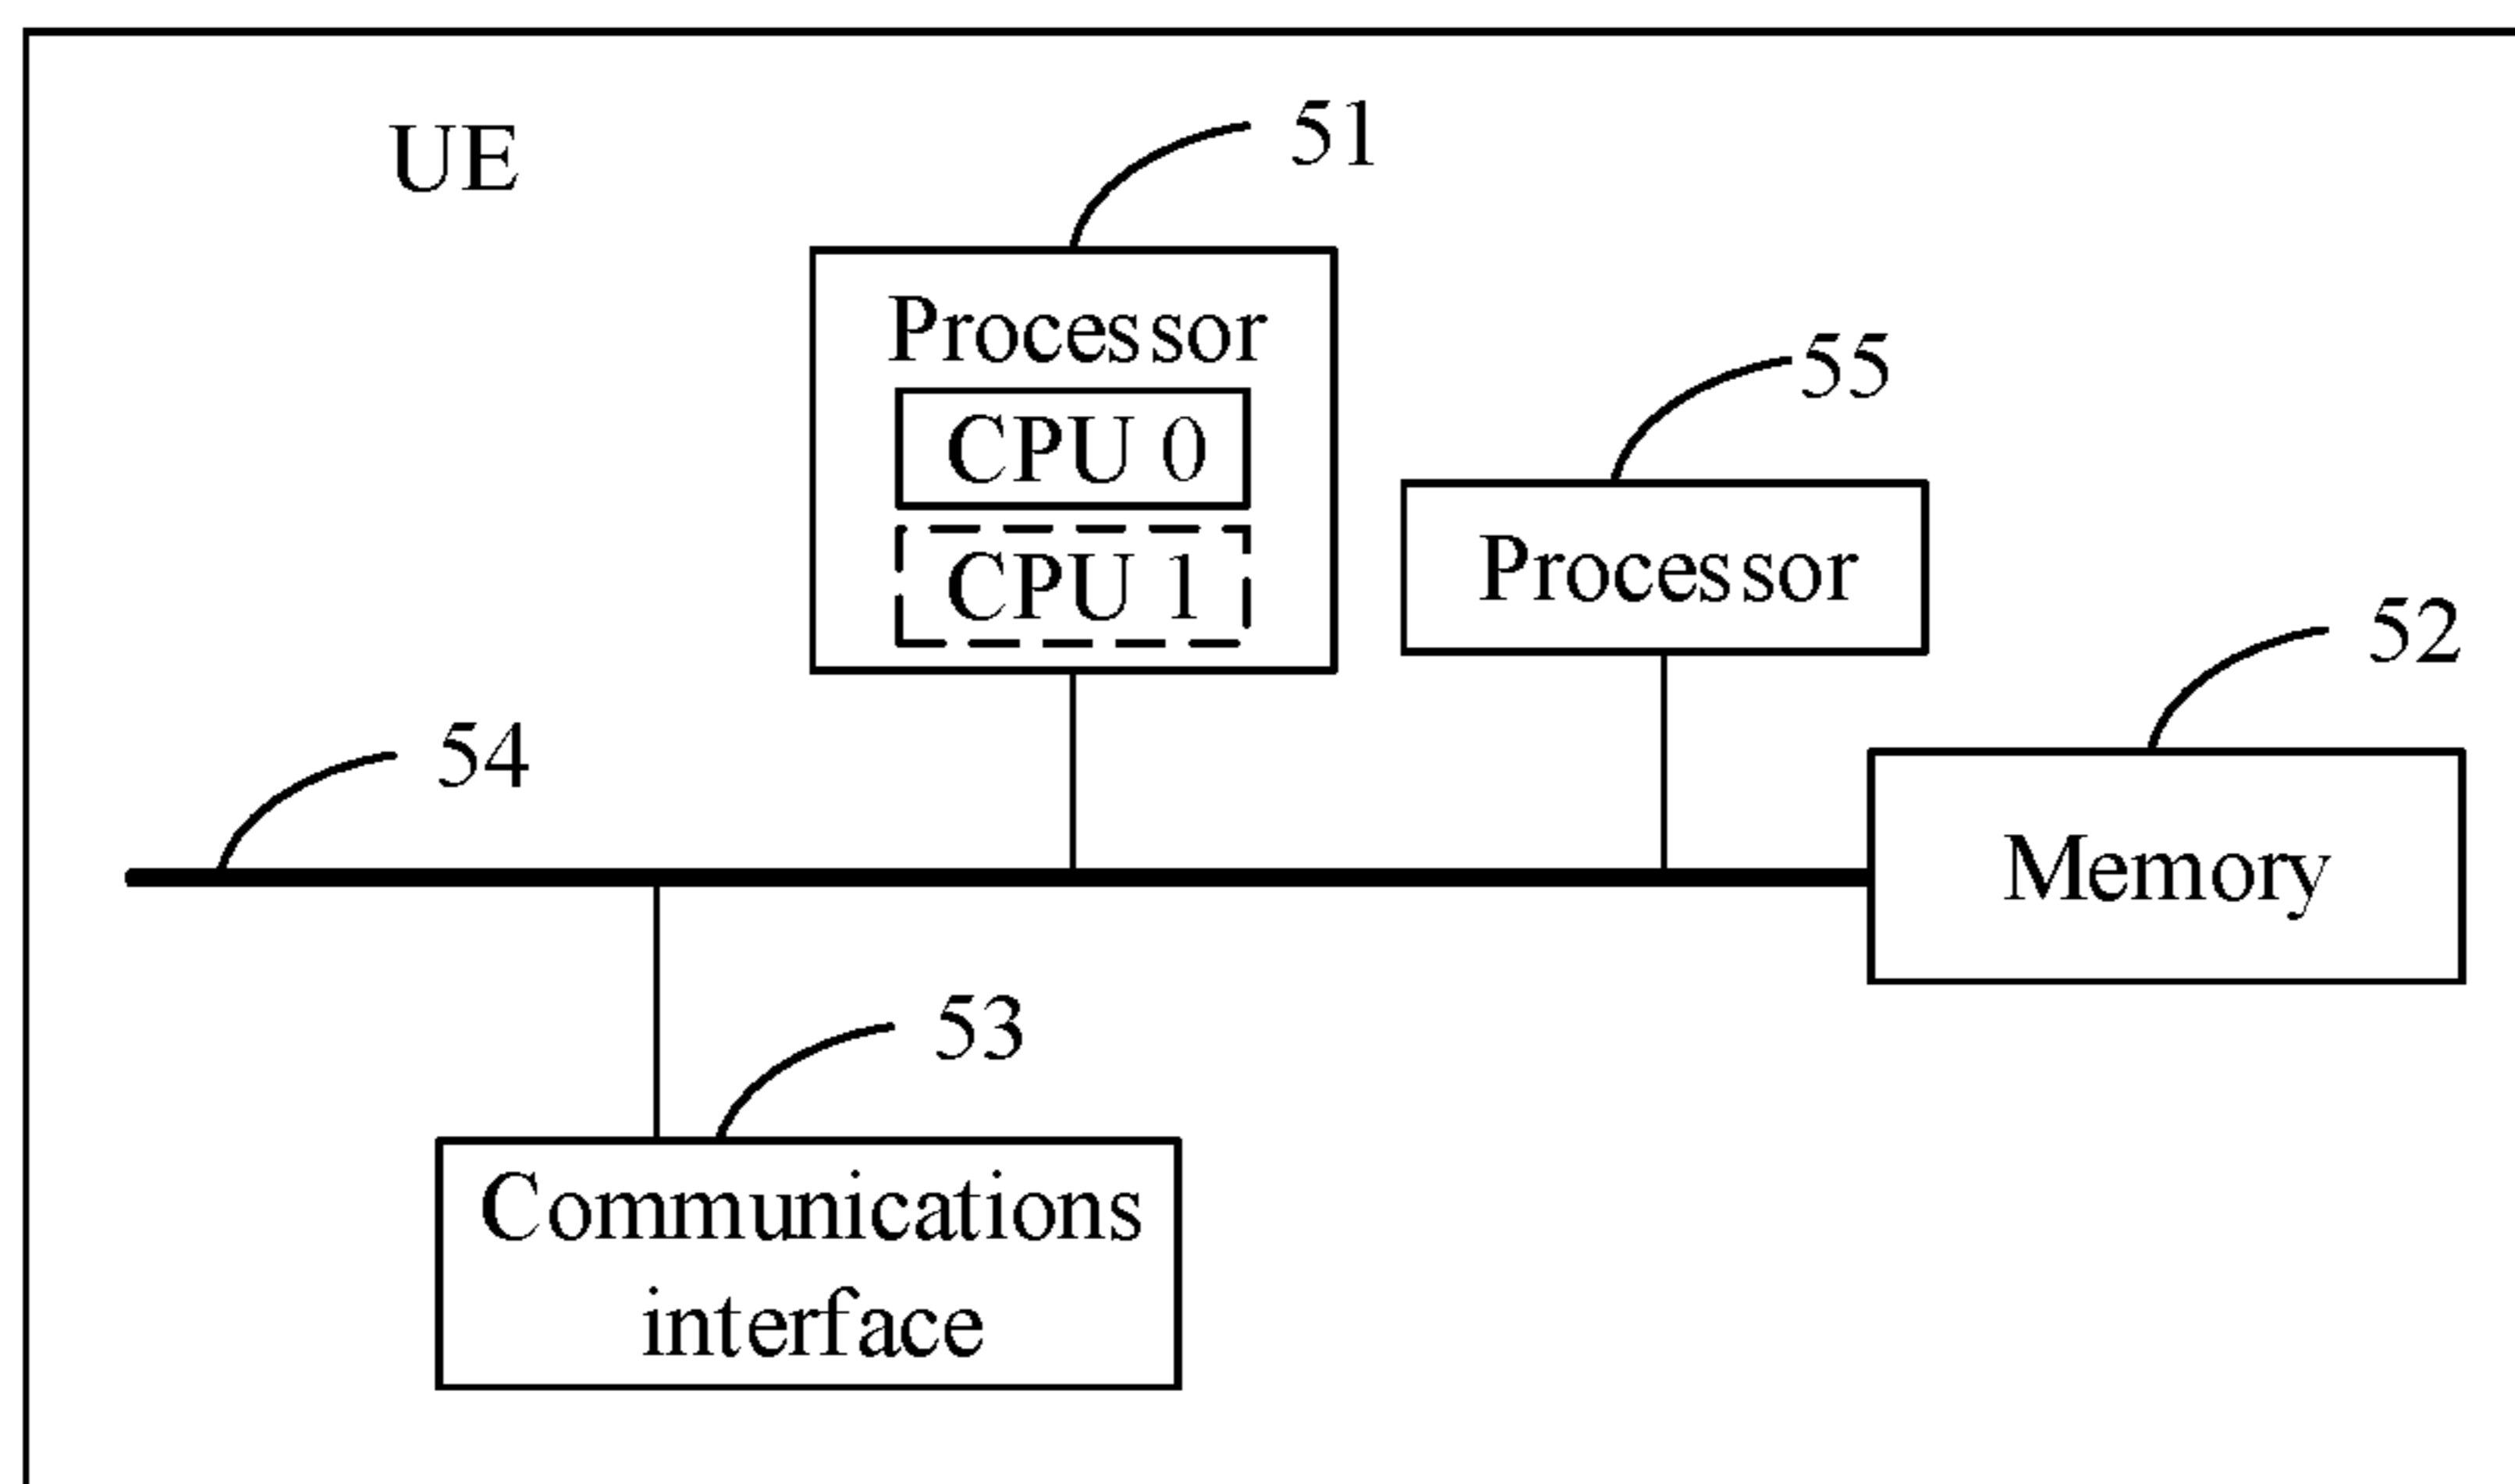 UE
51
Processor
CPU 0
CPU 1
55
Processor
52
Memory
54
53
Communications
interface